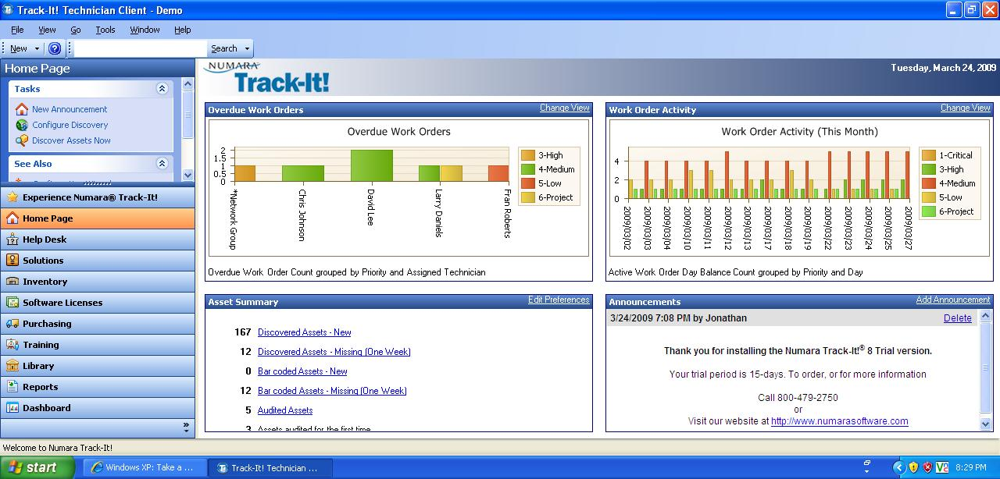 Track-It! Technician Client - Demo
File View Go Tools Window Help
New Search
Home Page
Tasks
New Announcement
Configure Discovery
Discover Assets Now
See Also
Experience Numara® Track-It!
Home Page
Help Desk
Solutions
Inventory
Software Licenses
Purchasing
Training
Library
Reports
Dashboard
NUMARA
Track-It!
Tuesday, March 24, 2009
Overdue Work Orders Change View
Overdue Work Orders
2
1.5
1
0.5
0
*Network Group
Chris Johnson
David Lee
Larry Daniels
Fran Roberts
3-High
4-Medium
5-Low
6-Project
Overdue Work Order Count grouped by Priority and Assigned Technician
Work Order Activity Change View
Work Order Activity (This Month)
4
2
0
2009/03/02
2009/03/03
2009/03/04
2009/03/10
2009/03/11
2009/03/12
2009/03/13
2009/03/17
2009/03/18
2009/03/19
2009/03/22
2009/03/23
2009/03/24
2009/03/25
2009/03/27
1-Critical
3-High
4-Medium
5-Low
6-Project
Active Work Order Day Balance Count grouped by Priority and Day
Asset Summary Edit Preferences
167 Discovered Assets - New
12 Discovered Assets - Missing (One Week)
0 Bar coded Assets - New
12 Bar coded Assets - Missing (One Week)
5 Audited Assets
3 Assets audited for the first time
Announcements Add Announcement
3/24/2009 7:08 PM by Jonathan Delete
Thank you for installing the Numara Track-It!® 8 Trial version.
Your trial period is 15-days. To order, or for more information
Call 800-479-2750
or
Visit our website at http://www.numarasoftware.com
Welcome to Numara Track-It!
start Windows XP: Take a ... Track-It! Technician ... 8:29 PM